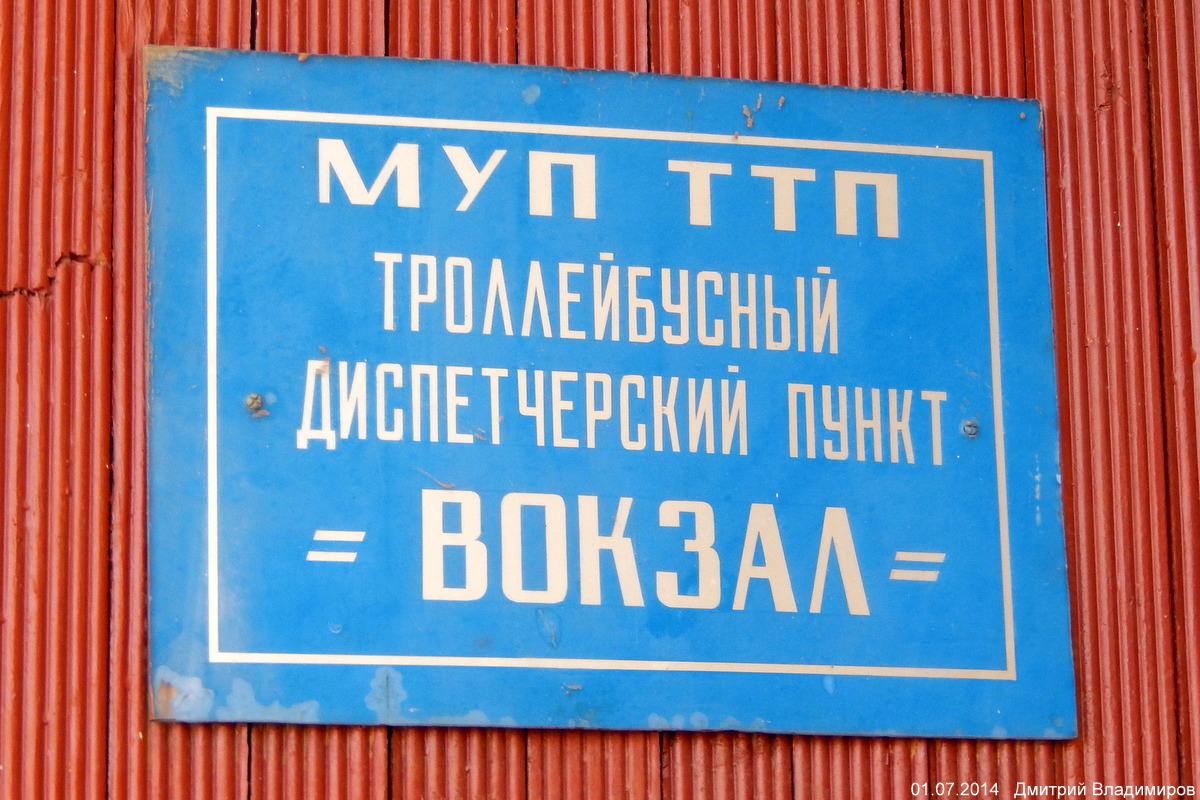 МУП ТТП
ТРОЛЛЕЙБУСНЫЙ
ДИСПЕТЧЕРСКИЙ ПУНКТ
= ВОКЗАЛ =
01.07.2014 Дмитрий Владимиров